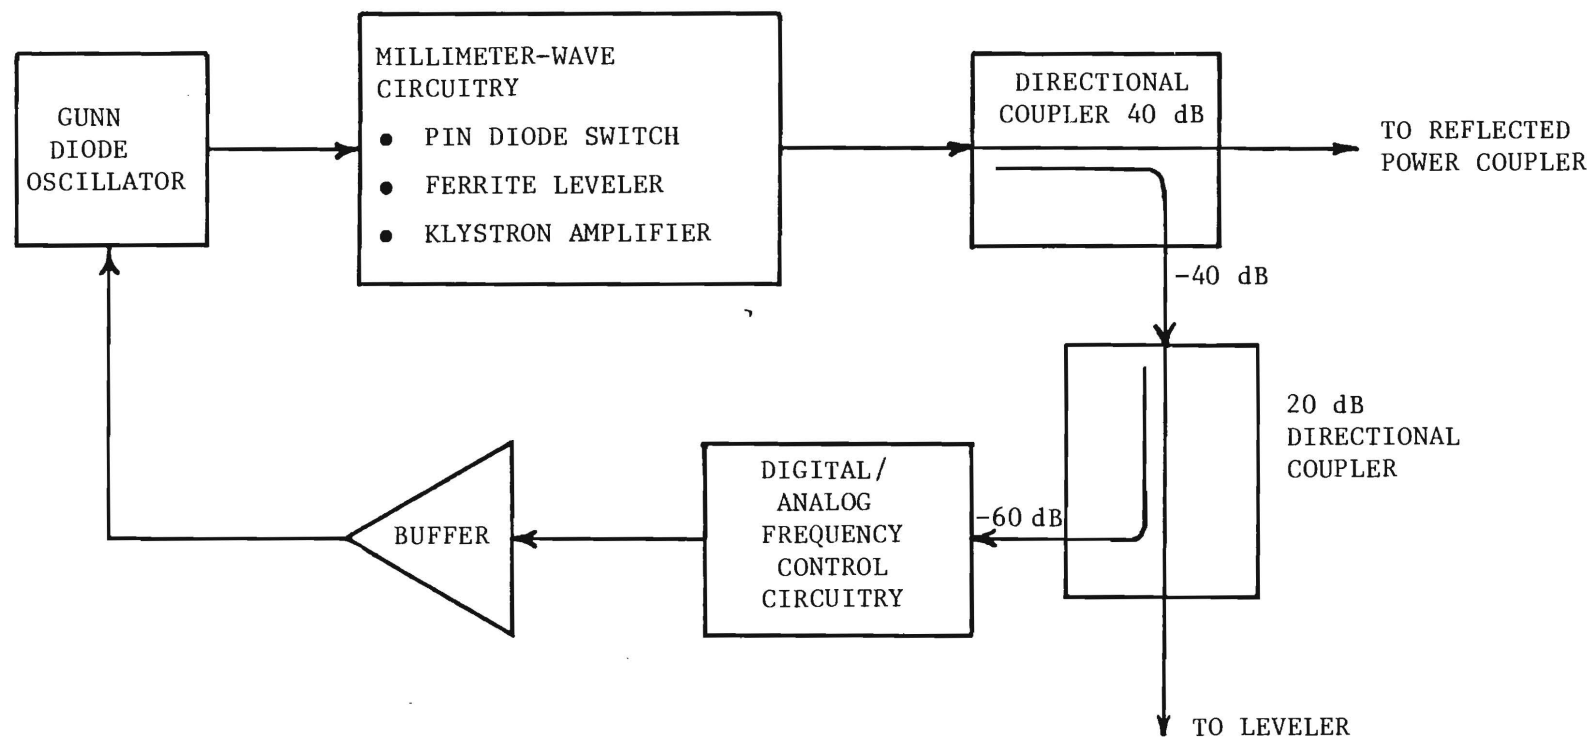 GUNN
DIODE
OSCILLATOR
MILLIMETER-WAVE
CIRCUITRY
● PIN DIODE SWITCH
● FERRITE LEVELER
● KLYSTRON AMPLIFIER
DIRECTIONAL
COUPLER 40 dB
TO REFLECTED
POWER COUPLER
-40 dB
20 dB
DIRECTIONAL
COUPLER
-60 dB
DIGITAL/
ANALOG
FREQUENCY
CONTROL
CIRCUITRY
BUFFER
TO LEVELER